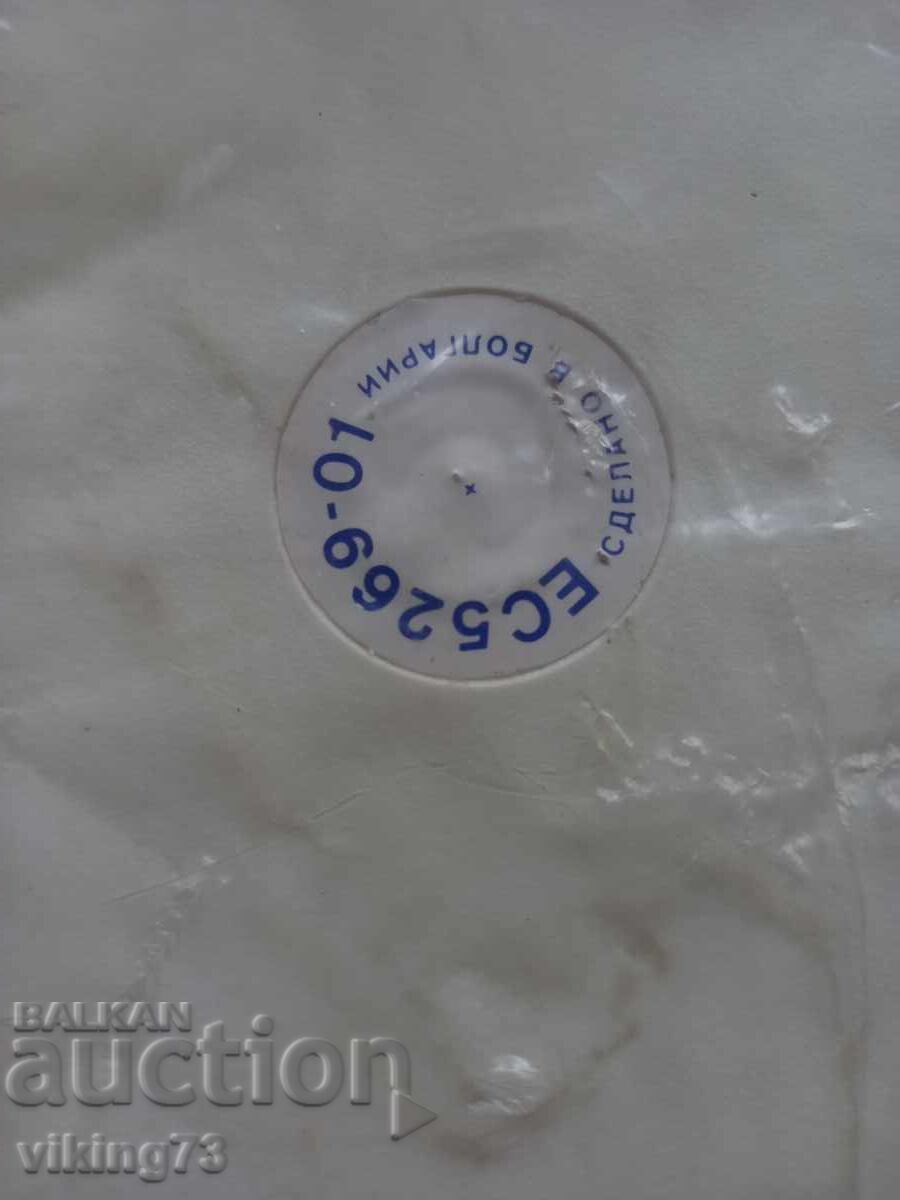 ЕС5269-01
СДЕЛАНО В БОЛГАРИИ
BALKAN
auction
viking73